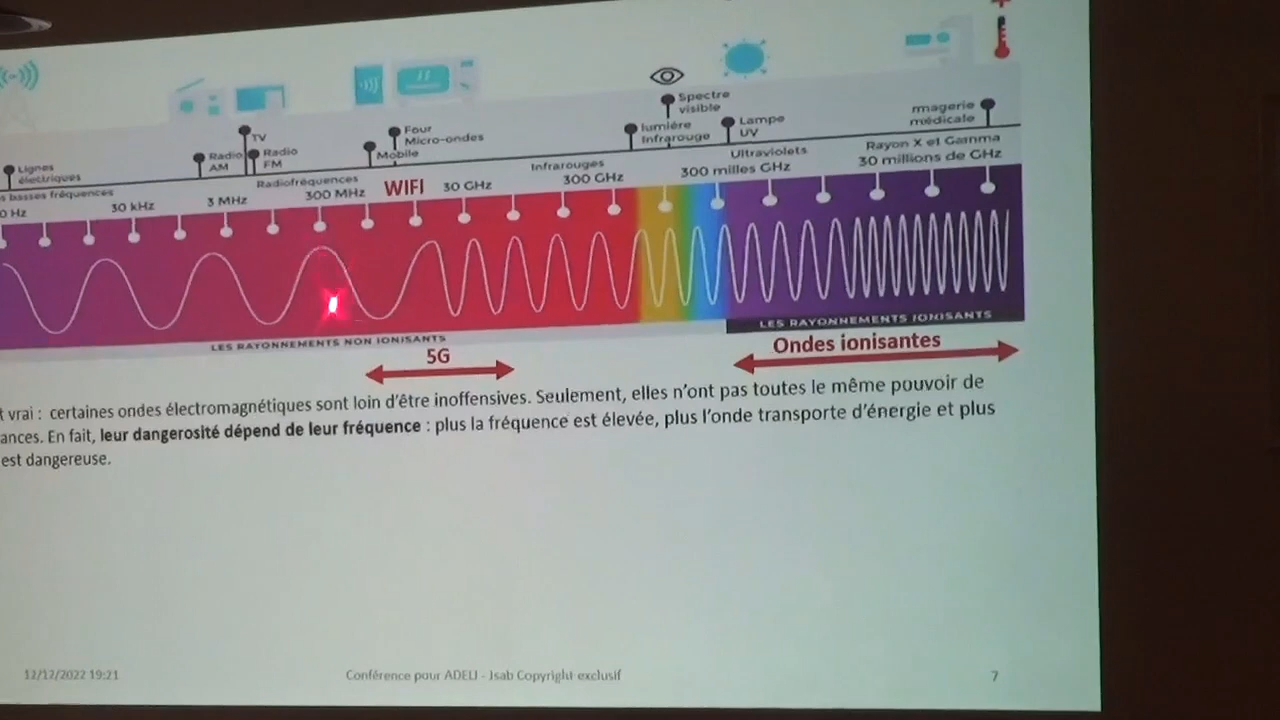 Spectre
visible
Four
Micro-ondes
TV
Lampe
UV
lumière
Infrarouge
imagerie
médicale
Lignes
électriques
Radio
AM
Radio
FM
Mobile
s basses fréquences
Radiofréquences
Infrarouges
Ultraviolets
Rayon X et Gamma
0 Hz
30 kHz
3 MHz
300 MHz
WIFI
30 GHz
300 GHz
300 milles GHz
30 millions de GHz
LES RAYONNEMENTS NON IONISANTS
LES RAYONNEMENTS IONISANTS
5G
Ondes ionisantes
t vrai : certaines ondes électromagnétiques sont loin d'être inoffensives. Seulement, elles n'ont pas toutes le même pouvoir de
ances. En fait, leur dangerosité dépend de leur fréquence : plus la fréquence est élevée, plus l'onde transporte d'énergie et plus
est dangereuse.
12/12/2022 19:21
Conférence pour ADELI - Jsab Copyright exclusif
7